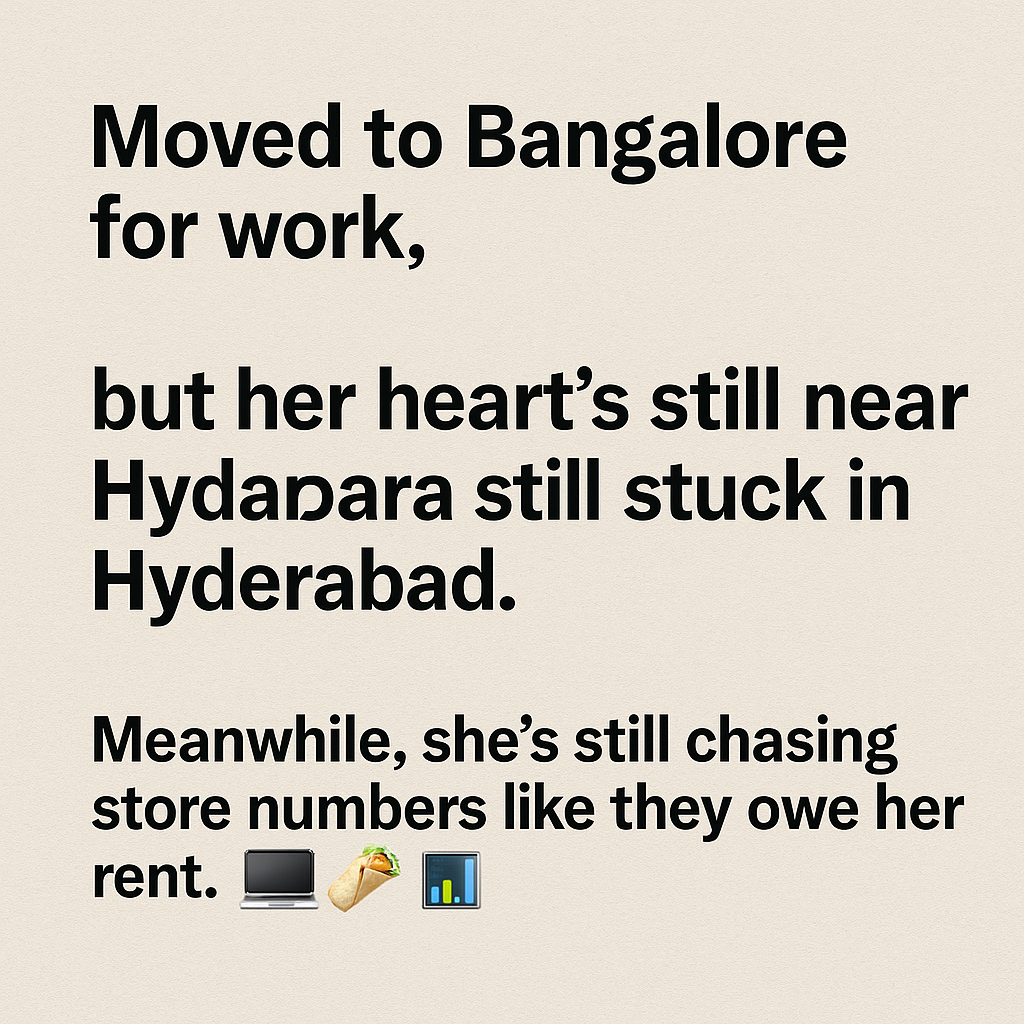 Moved to Bangalore
for work,
but her heart’s still near
Hydapara still stuck in
Hyderabad.
Meanwhile, she’s still chasing
store numbers like they owe her
rent. 💻🌯📊